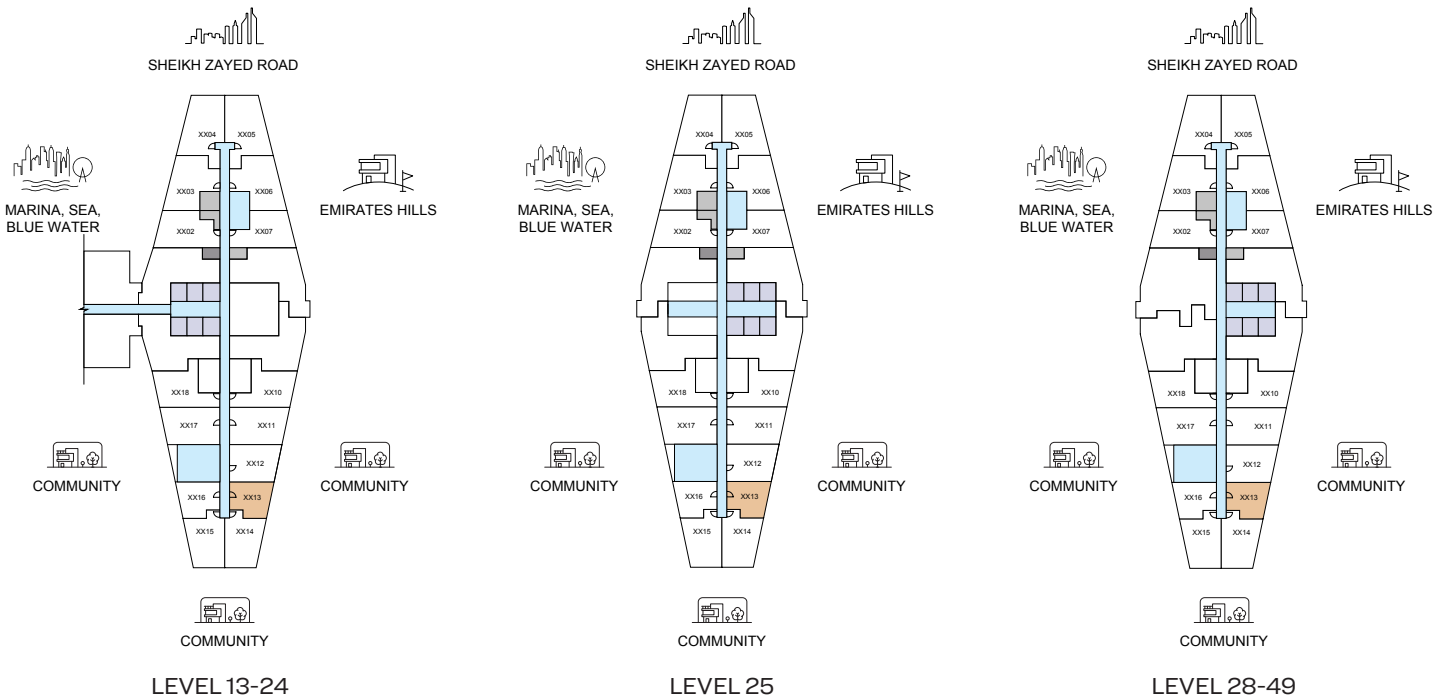 SHEIKH ZAYED ROAD
XX04 XX05
MARINA, SEA,
BLUE WATER
EMIRATES HILLS
XX03 XX06
XX02 XX07
XX18 XX10
XX17 XX11
XX12
COMMUNITY
COMMUNITY
XX16 XX13
XX15 XX14
COMMUNITY
LEVEL 13-24
SHEIKH ZAYED ROAD
XX04 XX05
MARINA, SEA,
BLUE WATER
EMIRATES HILLS
XX03 XX06
XX02 XX07
XX18 XX10
XX17 XX11
XX12
COMMUNITY
COMMUNITY
XX16 XX13
XX15 XX14
COMMUNITY
LEVEL 25
SHEIKH ZAYED ROAD
XX04 XX05
MARINA, SEA,
BLUE WATER
EMIRATES HILLS
XX03 XX06
XX02 XX07
XX18 XX10
XX17 XX11
XX12
COMMUNITY
COMMUNITY
XX16 XX13
XX15 XX14
COMMUNITY
LEVEL 28-49